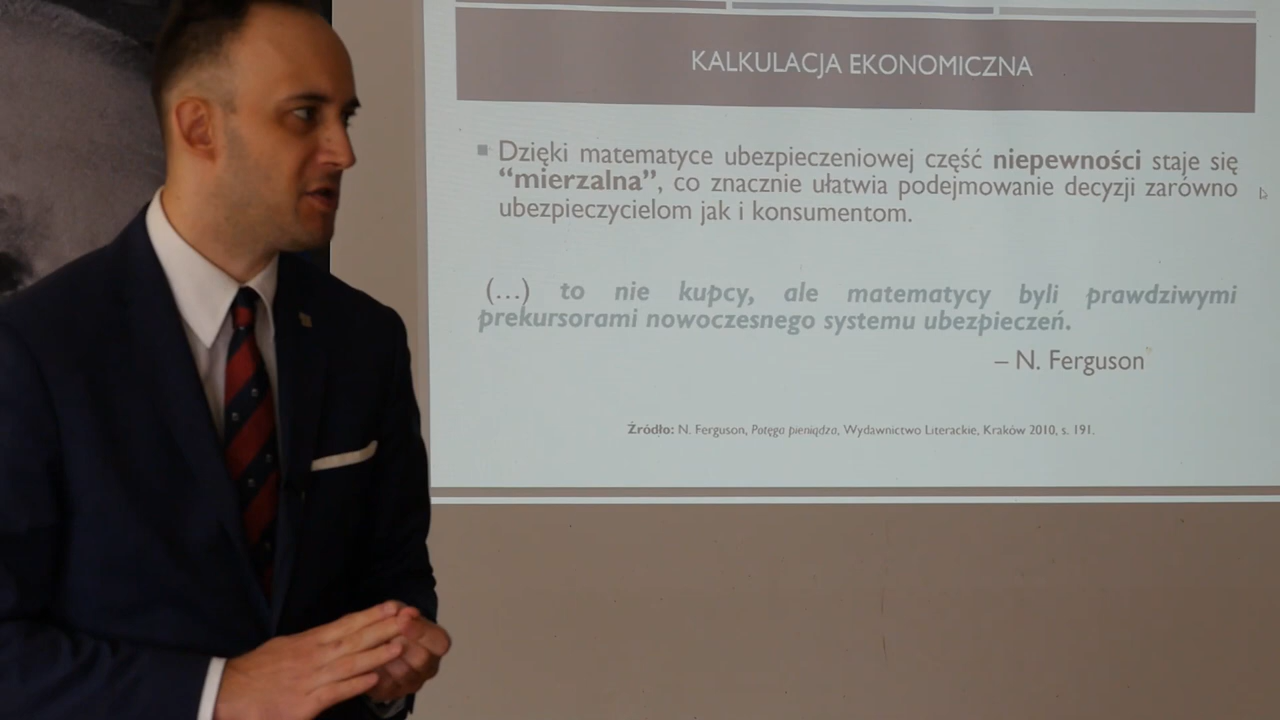 KALKULACJA EKONOMICZNA
▪ Dzięki matematyce ubezpieczeniowej część niepewności staje się
“mierzalna”, co znacznie ułatwia podejmowanie decyzji zarówno
ubezpieczycielom jak i konsumentom.
(…) to nie kupcy, ale matematycy byli prawdziwymi
prekursorami nowoczesnego systemu ubezpieczeń.
– N. Ferguson
Źródło: N. Ferguson, Potęga pieniądza, Wydawnictwo Literackie, Kraków 2010, s. 191.